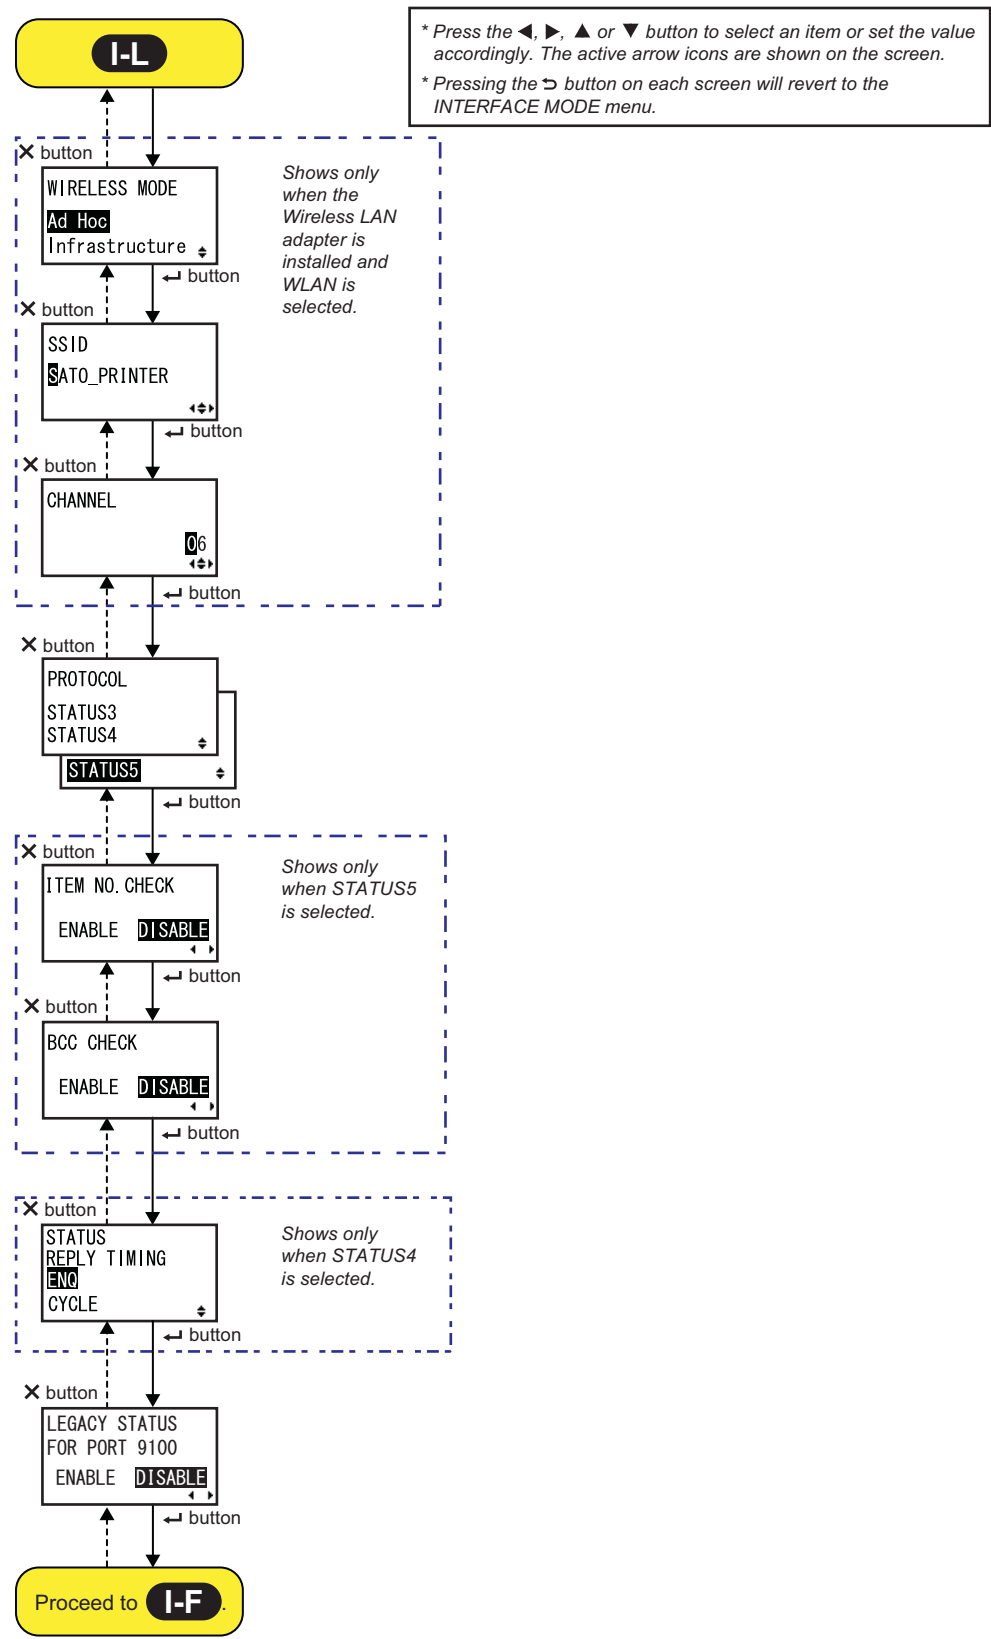 I-L
* Press the ◀, ▶, ▲ or ▼ button to select an item or set the value
accordingly. The active arrow icons are shown on the screen.
* Pressing the ⮌ button on each screen will revert to the
INTERFACE MODE menu.
✕ button
WIRELESS MODE
Ad Hoc
Infrastructure
Shows only
when the
Wireless LAN
adapter is
installed and
WLAN is
selected.
↵ button
✕ button
SSID
SATO_PRINTER
↵ button
✕ button
CHANNEL
06
↵ button
✕ button
PROTOCOL
STATUS3
STATUS4
STATUS5
↵ button
✕ button
ITEM NO. CHECK
ENABLE DISABLE
Shows only
when STATUS5
is selected.
↵ button
✕ button
BCC CHECK
ENABLE DISABLE
↵ button
✕ button
STATUS
REPLY TIMING
ENQ
CYCLE
Shows only
when STATUS4
is selected.
↵ button
✕ button
LEGACY STATUS
FOR PORT 9100
ENABLE DISABLE
↵ button
Proceed to I-F.